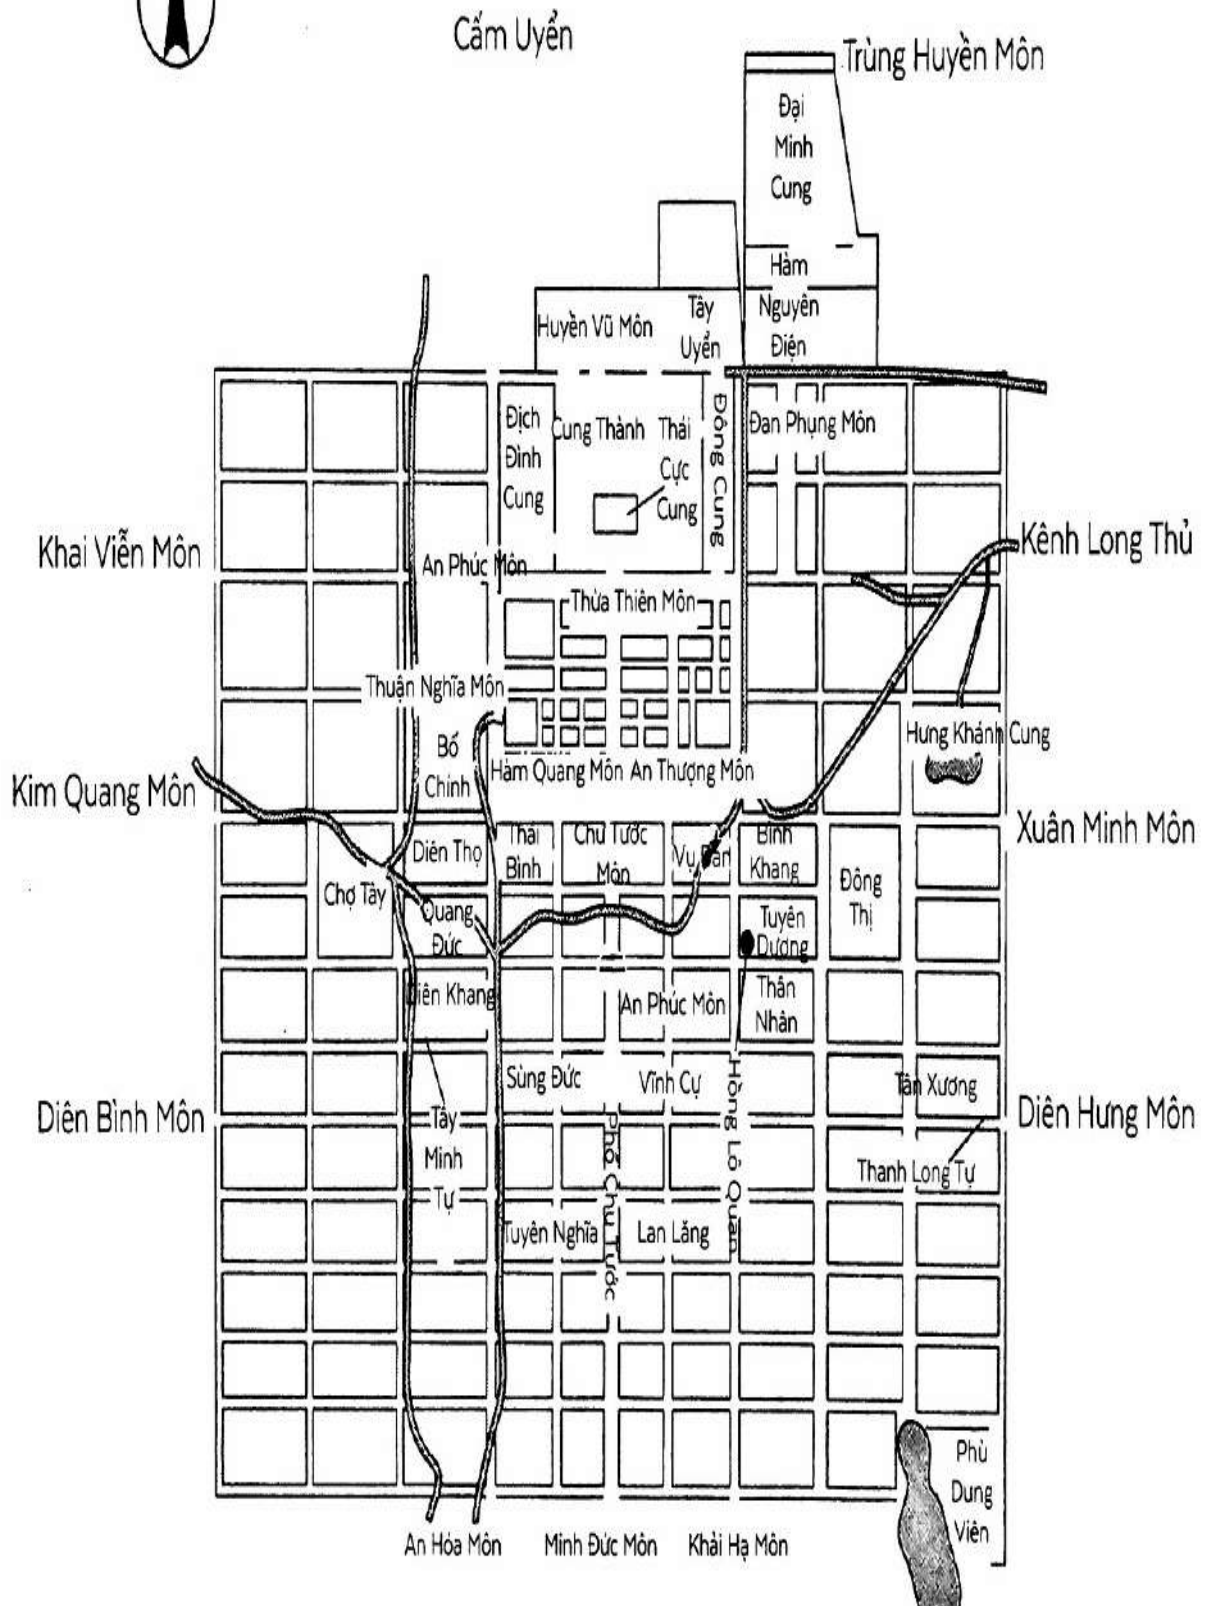 Cấm Uyển
Trùng Huyền Môn
Đại
Minh
Cung
Hàm
Nguyên
Điện
Tây
Uyển
Huyền Vũ Môn
Địch
Đình
Cung
Cung Thành
Thái
Cực
Cung
Đông Cung
Đan Phụng Môn
Khai Viễn Môn
An Phúc Môn
Kênh Long Thủ
Thừa Thiên Môn
Thuận Nghĩa Môn
Bố
Chính
Hưng Khánh Cung
Kim Quang Môn
Hàm Quang Môn
An Thượng Môn
Xuân Minh Môn
Diên Thọ
Thái
Bình
Chu Tước
Môn
Vụ Bản
Bình
Khang
Đông
Thị
Chợ Tây
Quang
Đức
Tuyên
Dương
Diên Khang
An Phúc Môn
Thân
Nhân
Sùng Đức
Vĩnh Cự
Tân Xương
Diên Bình Môn
Diên Hưng Môn
Tây
Minh
Tự
Phố Chu Tước
Hồng Lô Quán
Thanh Long Tự
Tuyên Nghĩa
Lan Lăng
Phù
Dung
Viên
An Hóa Môn
Minh Đức Môn
Khải Hạ Môn